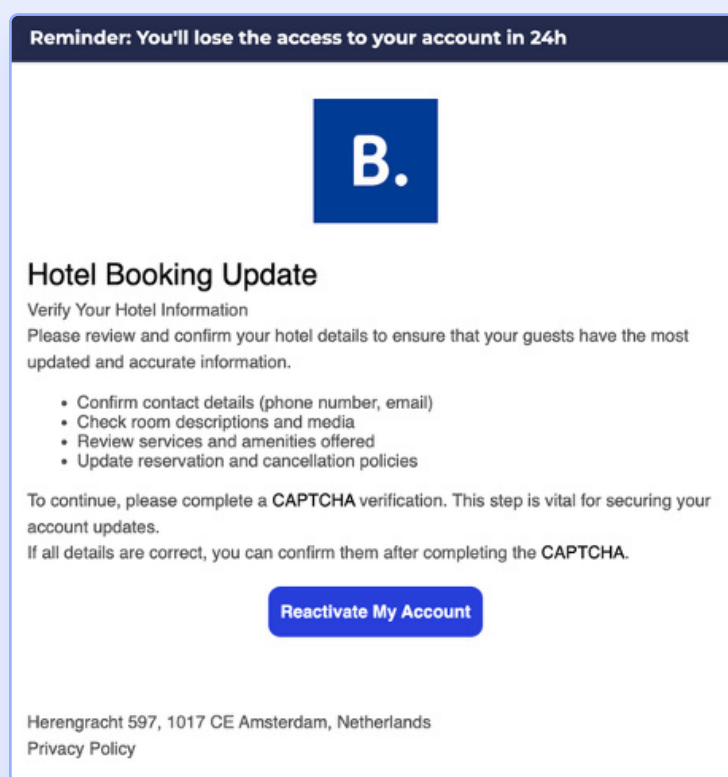 Reminder: You'll lose the access to your account in 24h
B.
Hotel Booking Update
Verify Your Hotel Information
Please review and confirm your hotel details to ensure that your guests have the most
updated and accurate information.
• Confirm contact details (phone number, email)
• Check room descriptions and media
• Review services and amenities offered
• Update reservation and cancellation policies
To continue, please complete a CAPTCHA verification. This step is vital for securing your
account updates.
If all details are correct, you can confirm them after completing the CAPTCHA.
Reactivate My Account
Herengracht 597, 1017 CE Amsterdam, Netherlands
Privacy Policy